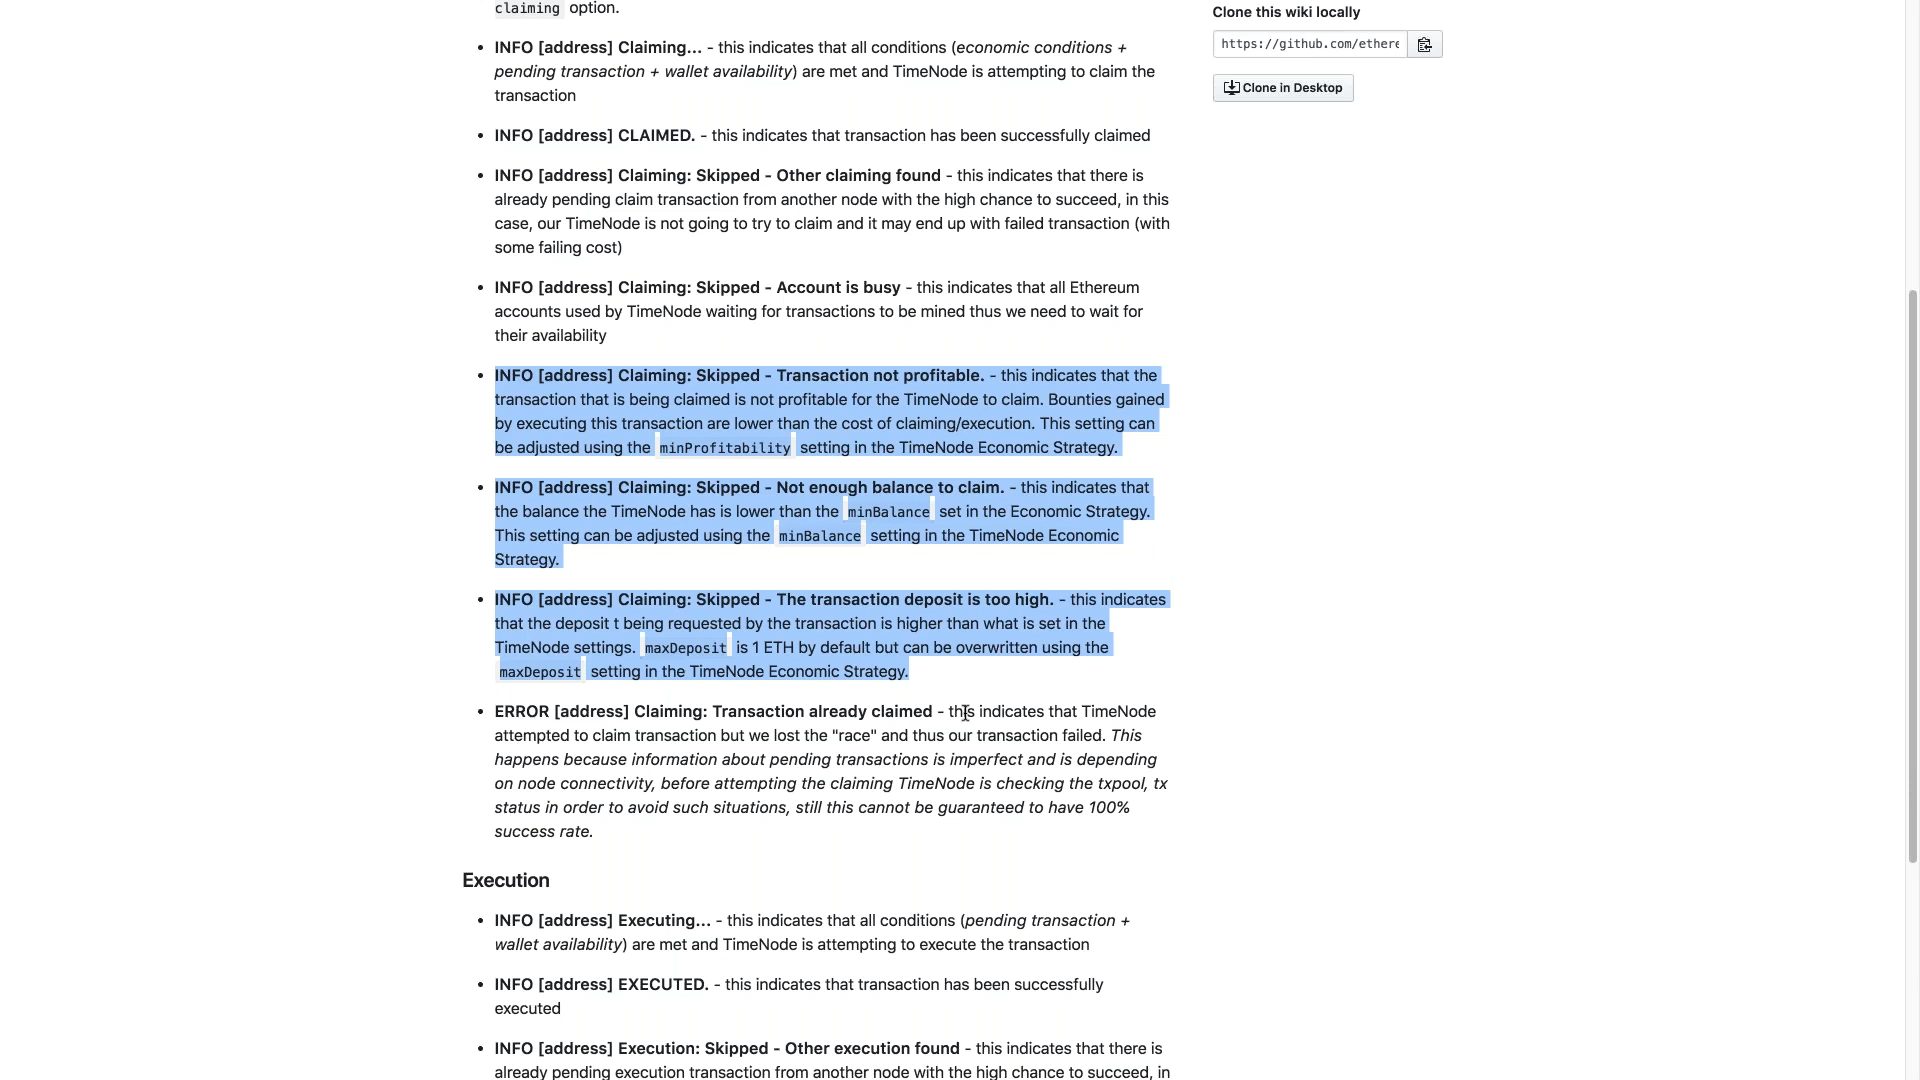 claiming option.
Clone this wiki locally
https://github.com/ethere
Clone in Desktop
• INFO [address] Claiming... - this indicates that all conditions (economic conditions +
pending transaction + wallet availability) are met and TimeNode is attempting to claim the
transaction
• INFO [address] CLAIMED. - this indicates that transaction has been successfully claimed
• INFO [address] Claiming: Skipped - Other claiming found - this indicates that there is
already pending claim transaction from another node with the high chance to succeed, in this
case, our TimeNode is not going to try to claim and it may end up with failed transaction (with
some failing cost)
• INFO [address] Claiming: Skipped - Account is busy - this indicates that all Ethereum
accounts used by TimeNode waiting for transactions to be mined thus we need to wait for
their availability
• INFO [address] Claiming: Skipped - Transaction not profitable. - this indicates that the
transaction that is being claimed is not profitable for the TimeNode to claim. Bounties gained
by executing this transaction are lower than the cost of claiming/execution. This setting can
be adjusted using the minProfitability setting in the TimeNode Economic Strategy.
• INFO [address] Claiming: Skipped - Not enough balance to claim. - this indicates that
the balance the TimeNode has is lower than the minBalance set in the Economic Strategy.
This setting can be adjusted using the minBalance setting in the TimeNode Economic
Strategy.
• INFO [address] Claiming: Skipped - The transaction deposit is too high. - this indicates
that the deposit t being requested by the transaction is higher than what is set in the
TimeNode settings. maxDeposit is 1 ETH by default but can be overwritten using the
maxDeposit setting in the TimeNode Economic Strategy.
• ERROR [address] Claiming: Transaction already claimed - this indicates that TimeNode
attempted to claim transaction but we lost the "race" and thus our transaction failed. This
happens because information about pending transactions is imperfect and is depending
on node connectivity, before attempting the claiming TimeNode is checking the txpool, tx
status in order to avoid such situations, still this cannot be guaranteed to have 100%
success rate.
Execution
• INFO [address] Executing... - this indicates that all conditions (pending transaction +
wallet availability) are met and TimeNode is attempting to execute the transaction
• INFO [address] EXECUTED. - this indicates that transaction has been successfully
executed
• INFO [address] Execution: Skipped - Other execution found - this indicates that there is
already pending execution transaction from another node with the high chance to succeed, in